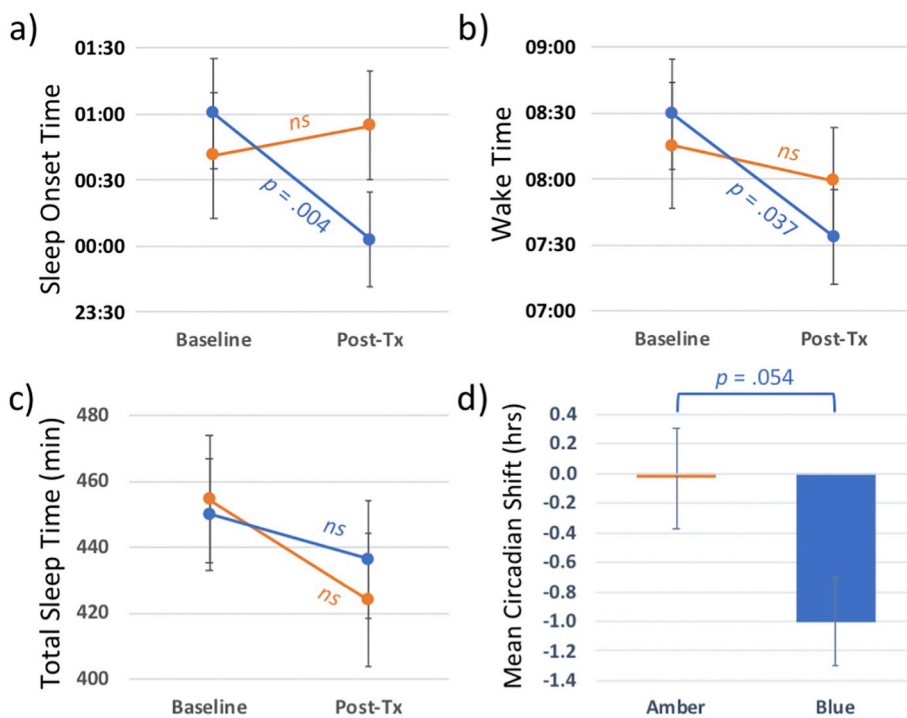 a)
Sleep Onset Time
01:30
01:00
00:30
00:00
23:30
ns
p = .004
Baseline
Post-Tx
b)
Wake Time
09:00
08:30
08:00
07:30
07:00
ns
p = .037
Baseline
Post-Tx
c)
Total Sleep Time (min)
480
460
440
420
400
ns
ns
Baseline
Post-Tx
d)
p = .054
Mean Circadian Shift (hrs)
0.4
0.2
0.0
-0.2
-0.4
-0.6
-0.8
-1.0
-1.2
-1.4
Amber
Blue